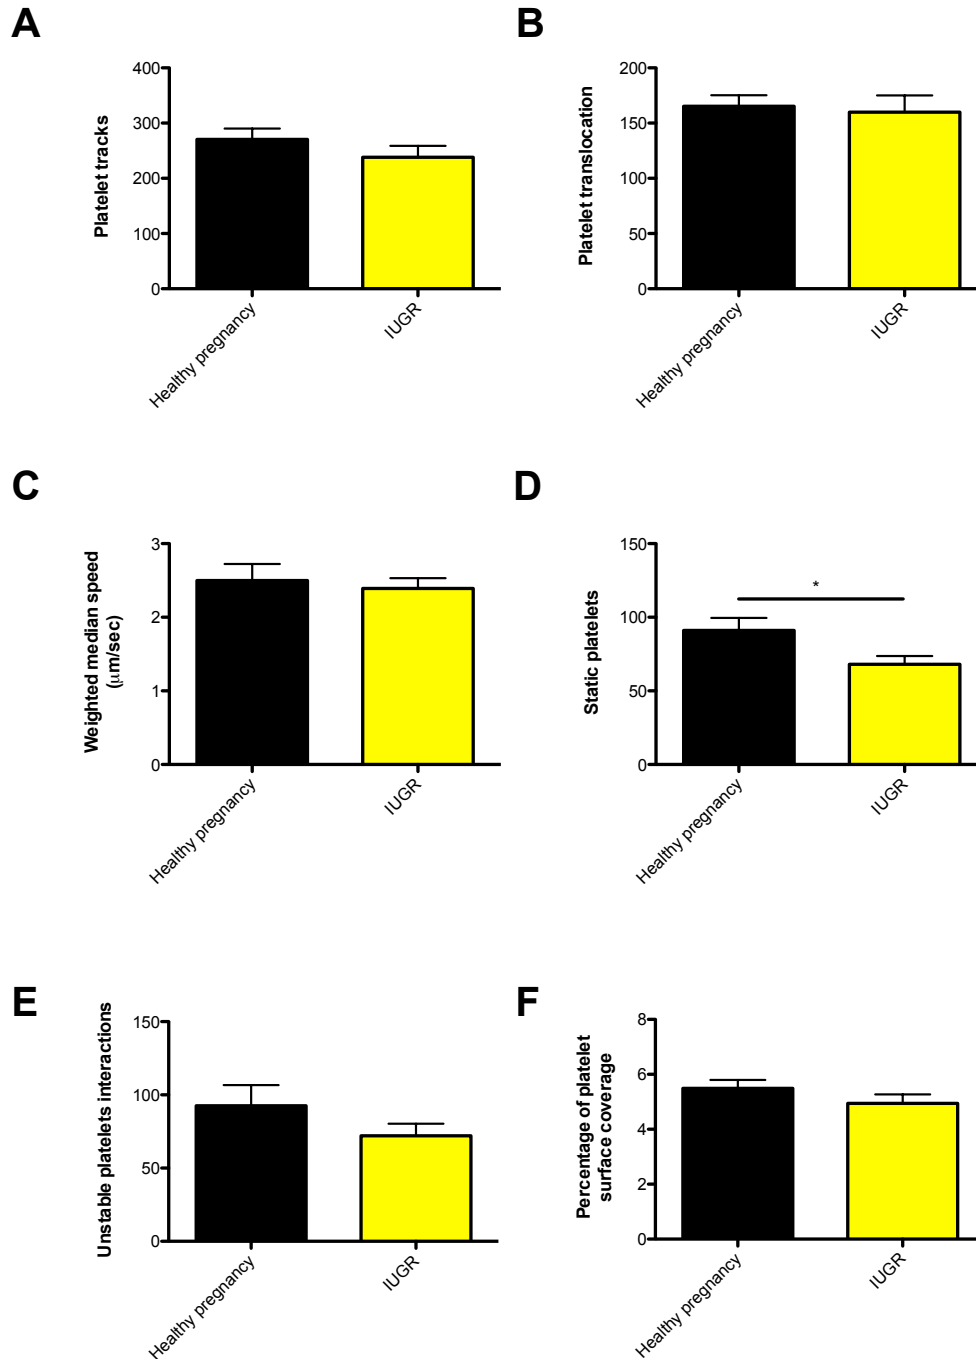 A
Platelet tracks
400
300
200
100
0
Healthy pregnancy
IUGR
B
Platelet translocation
200
150
100
50
0
Healthy pregnancy
IUGR
C
Weighted median speed
(μm/sec)
3
2
1
0
Healthy pregnancy
IUGR
D
Static platelets
150
100
50
0
*
Healthy pregnancy
IUGR
E
Unstable platelets interactions
150
100
50
0
Healthy pregnancy
IUGR
F
Percentage of platelet
surface coverage
8
6
4
2
0
Healthy pregnancy
IUGR